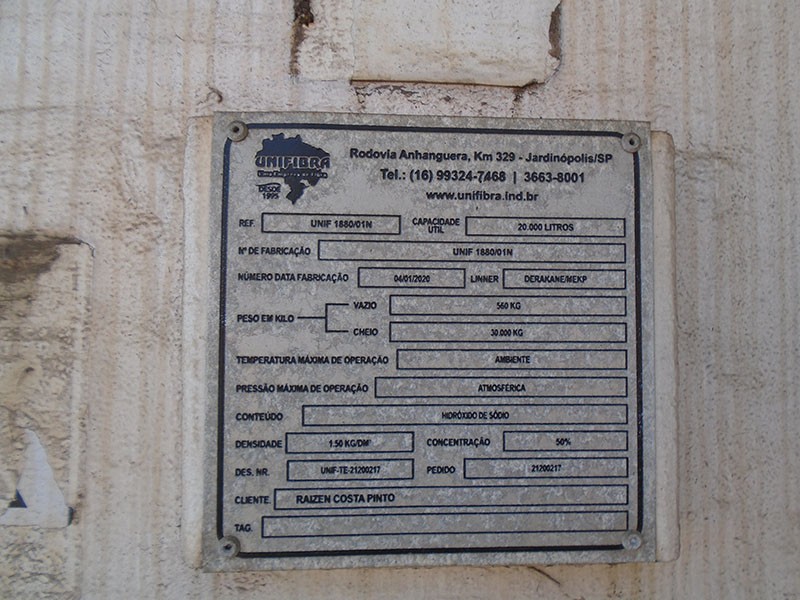 UNIFIBRA
DESDE 1995
Rodovia Anhanguera, Km 329 - Jardinópolis/SP
Tel.: (16) 99324-7468 | 3663-8001
www.unifibra.ind.br
REF. UNIF 1880/01N CAPACIDADE UTIL 20.000 LITROS
Nº DE FABRICAÇÃO UNIF 1880/01N
NÚMERO DATA FABRICAÇÃO 04/01/2020 LINNER DERAKANE/MEKP
PESO EM KILO
VAZIO 560 KG
CHEIO 30.000 KG
TEMPERATURA MÁXIMA DE OPERAÇÃO AMBIENTE
PRESSÃO MÁXIMA DE OPERAÇÃO ATMOSFÉRICA
CONTEÚDO HIDRÓXIDO DE SÓDIO
DENSIDADE 1.50 KG/DM³ CONCENTRAÇÃO 50%
DES. NR. UNIF-TE-21200217 PEDIDO 21200217
CLIENTE. RAIZEN COSTA PINTO
TAG.